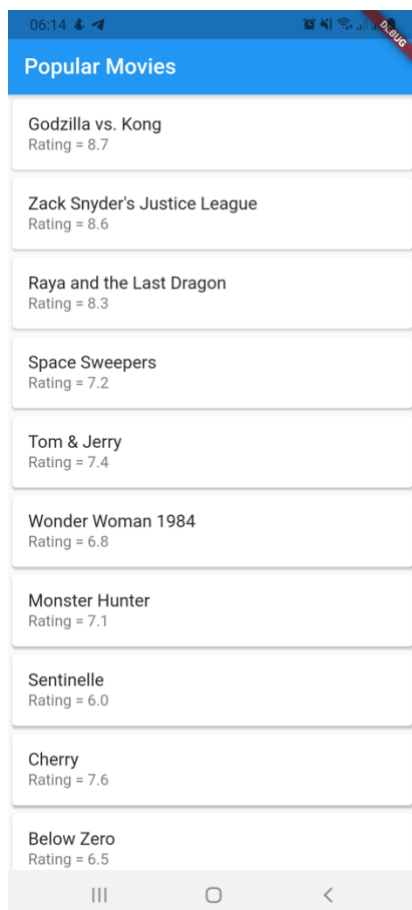 06:14
DEBUG
Popular Movies
Godzilla vs. Kong
Rating = 8.7
Zack Snyder's Justice League
Rating = 8.6
Raya and the Last Dragon
Rating = 8.3
Space Sweepers
Rating = 7.2
Tom & Jerry
Rating = 7.4
Wonder Woman 1984
Rating = 6.8
Monster Hunter
Rating = 7.1
Sentinelle
Rating = 6.0
Cherry
Rating = 7.6
Below Zero
Rating = 6.5